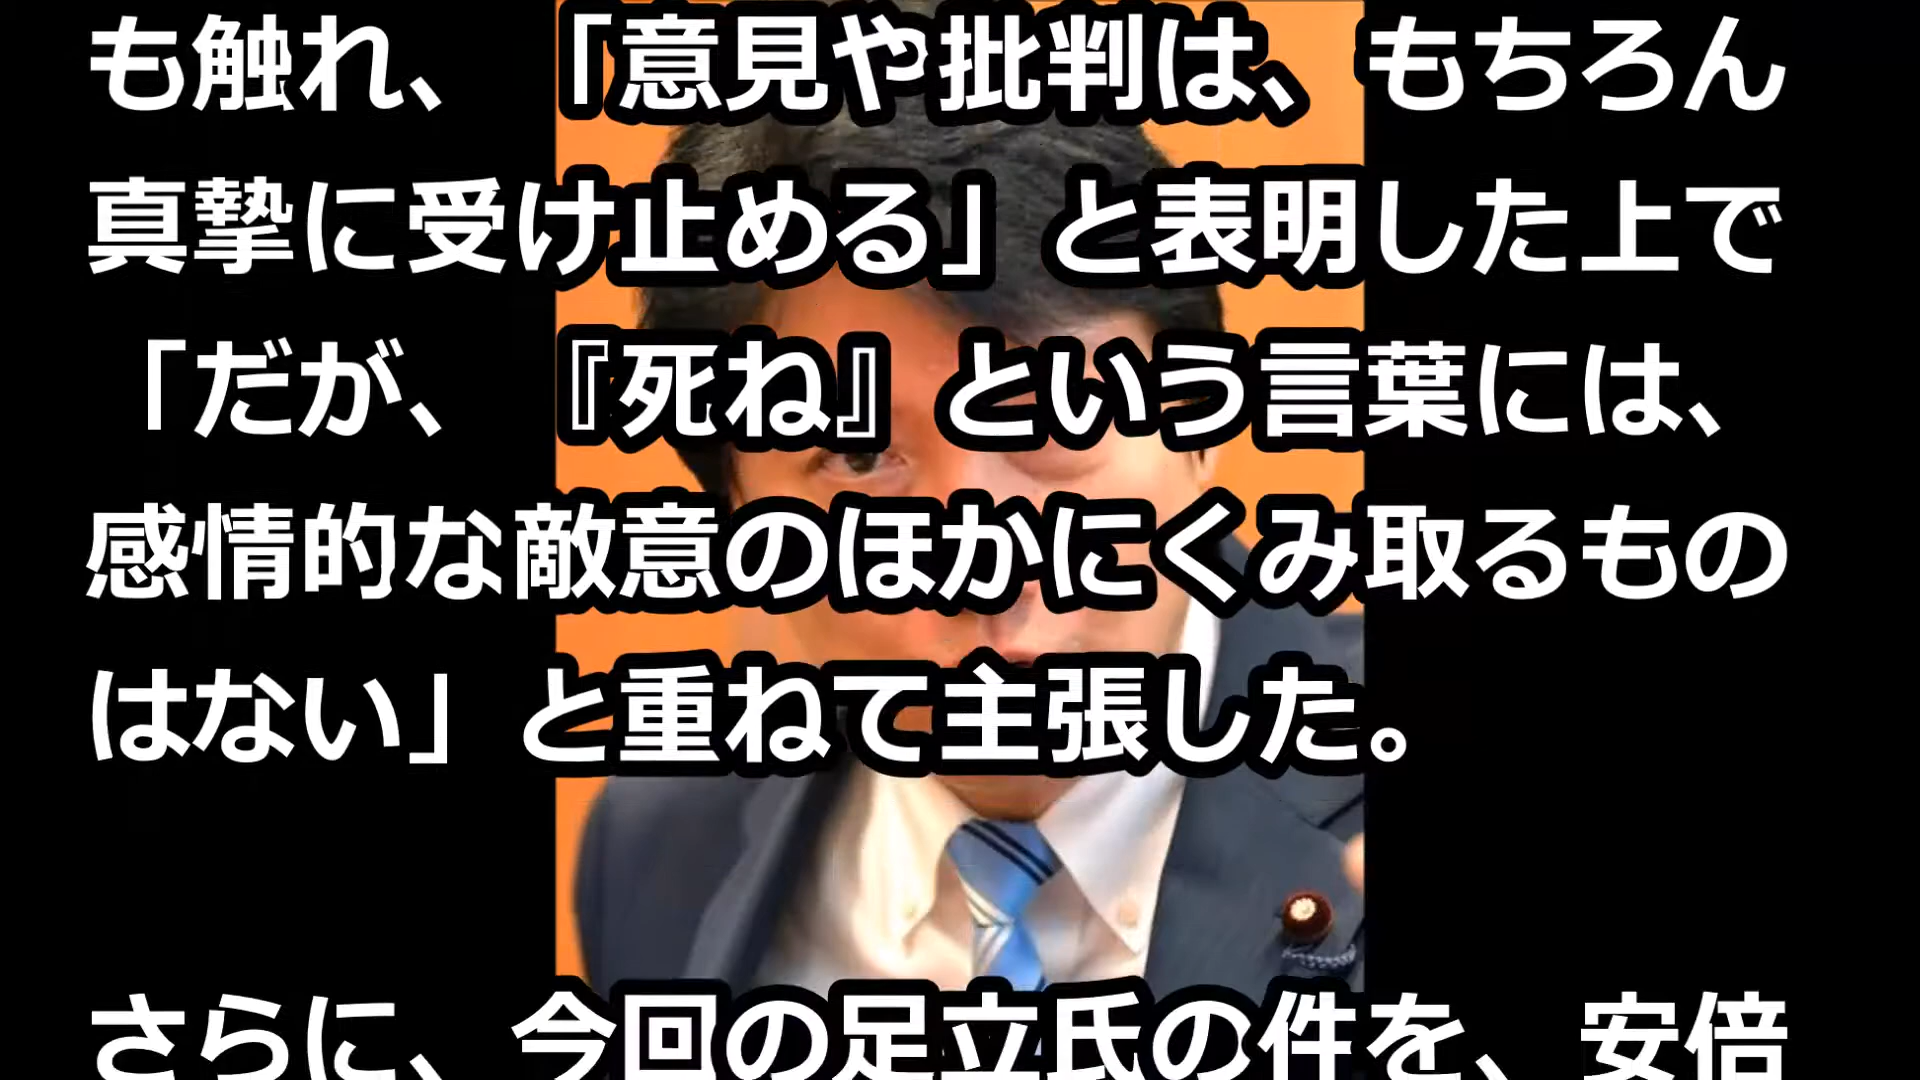 も触れ、「意見や批判は、もちろん
真摯に受け止める」と表明した上で
「だが、『死ね』という言葉には、
感情的な敵意のほかにくみ取るもの
はない」と重ねて主張した。
さらに、今回の足立氏の件を、安倍